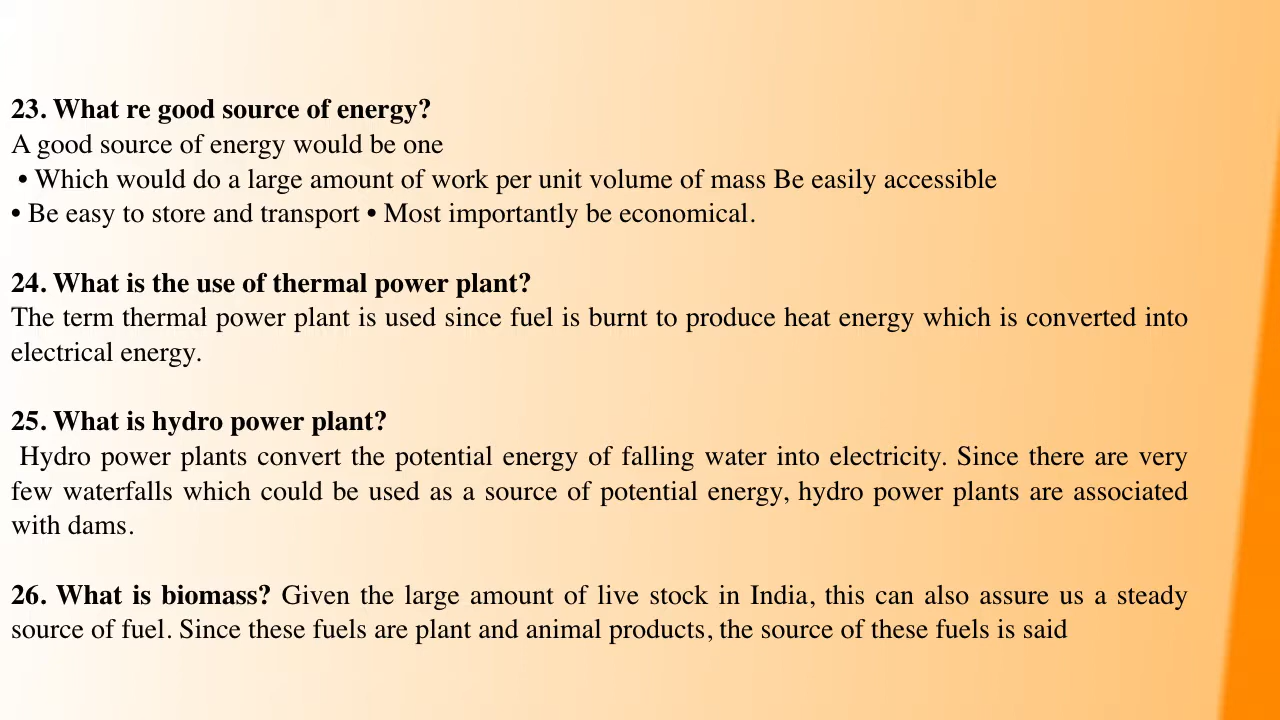 23. What re good source of energy?
A good source of energy would be one
• Which would do a large amount of work per unit volume of mass Be easily accessible
• Be easy to store and transport • Most importantly be economical.
24. What is the use of thermal power plant?
The term thermal power plant is used since fuel is burnt to produce heat energy which is converted into
electrical energy.
25. What is hydro power plant?
Hydro power plants convert the potential energy of falling water into electricity. Since there are very
few waterfalls which could be used as a source of potential energy, hydro power plants are associated
with dams.
26. What is biomass? Given the large amount of live stock in India, this can also assure us a steady
source of fuel. Since these fuels are plant and animal products, the source of these fuels is said